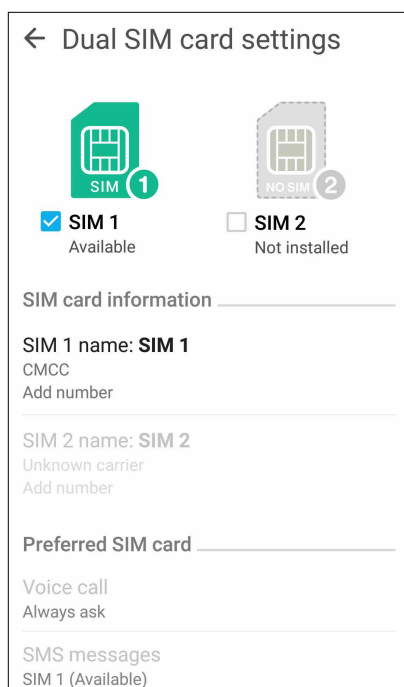 Dual SIM card settings
SIM 1
NO SIM 2
SIM 1
Available
SIM 2
Not installed
SIM card information
SIM 1 name: SIM 1
CMCC
Add number
SIM 2 name: SIM 2
Unknown carrier
Add number
Preferred SIM card
Voice call
Always ask
SMS messages
SIM 1 (Available)